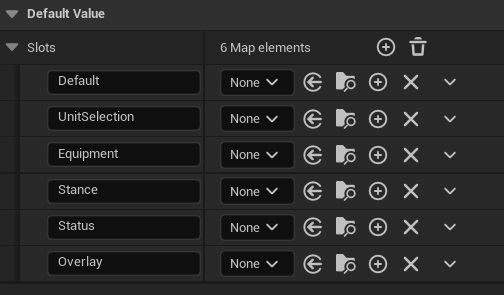 Default Value
Slots 6 Map elements
Default None
UnitSelection None
Equipment None
Stance None
Status None
Overlay None